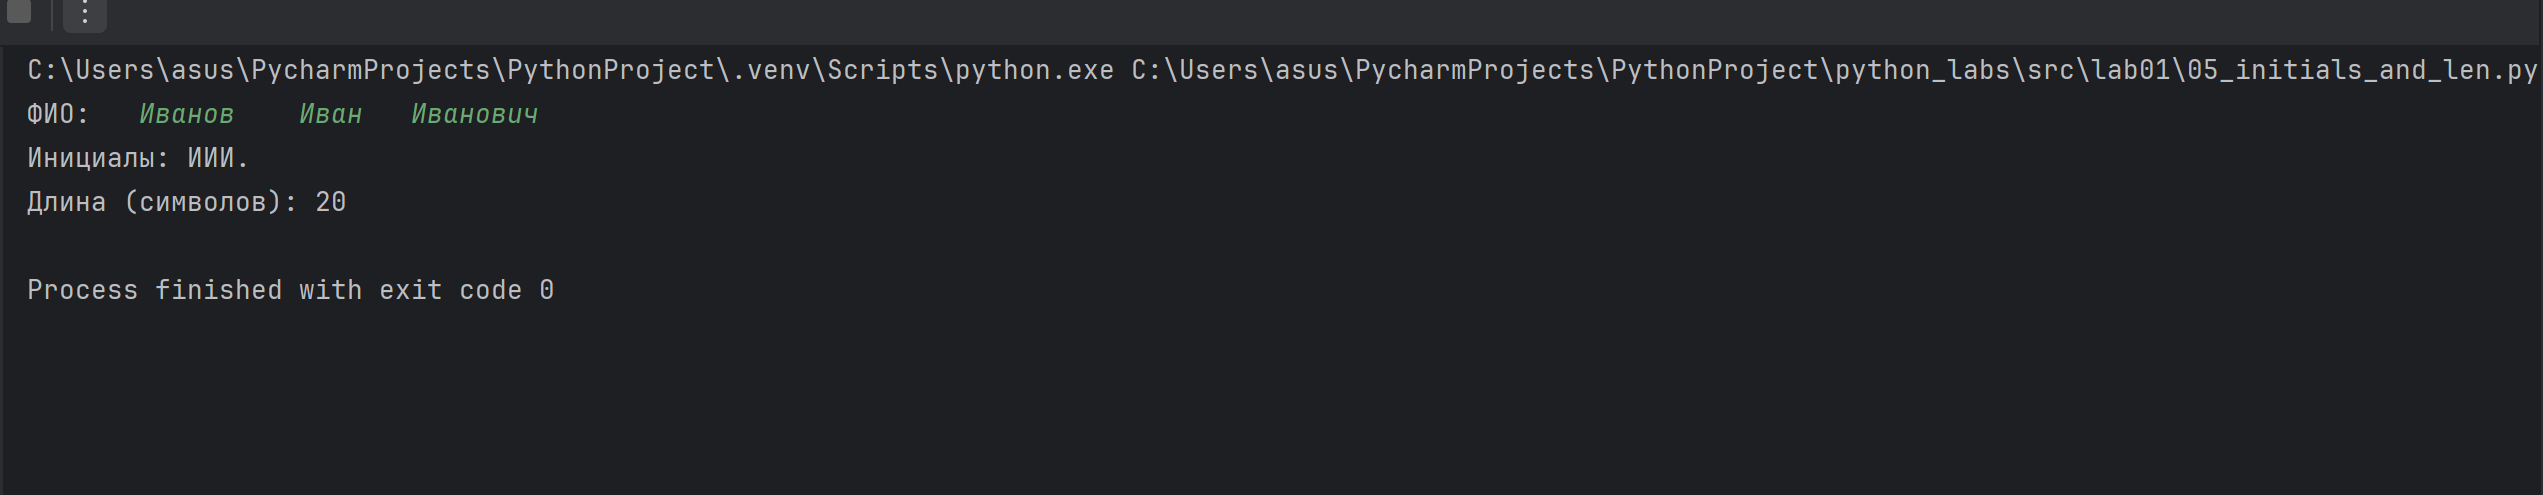 C:\Users\asus\PycharmProjects\PythonProject\.venv\Scripts\python.exe C:\Users\asus\PycharmProjects\PythonProject\python_labs\src\lab01\05_initials_and_len.py
ФИО:   Иванов    Иван   Иванович
Инициалы: ИИИ.
Длина (символов): 20
Process finished with exit code 0